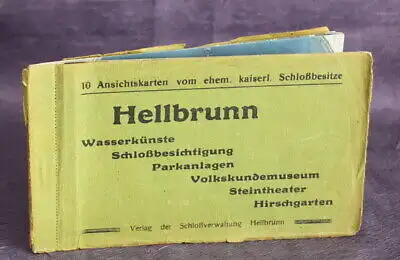 10 Ansichtskarten vom ehem. kaiserl. Schloßbesitze
Hellbrunn
Wasserkünste
Schloßbesichtigung
Parkanlagen
Volkskundemuseum
Steintheater
Hirschgarten
Verlag der Schloßverwaltung Hellbrunn